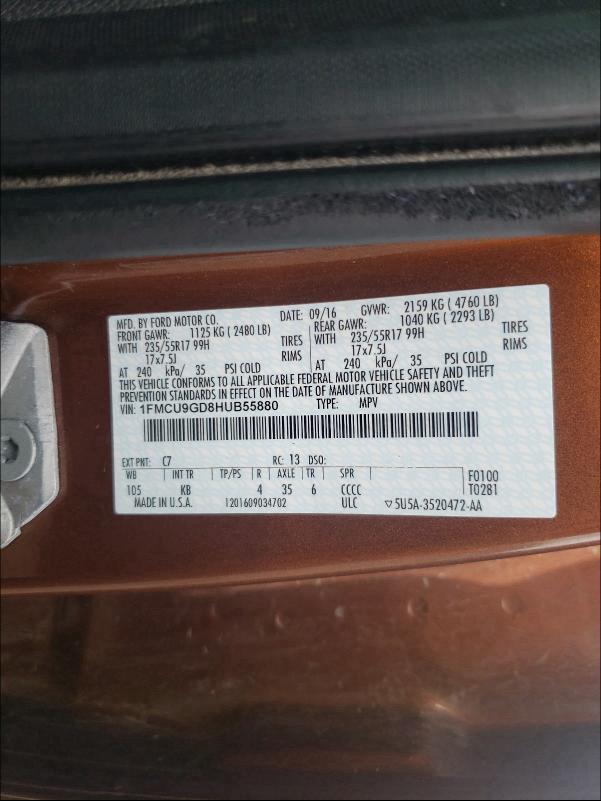 MFD. BY FORD MOTOR CO. DATE: 09/16 GVWR: 2159 KG ( 4760 LB)
FRONT GAWR: 1125 KG ( 2480 LB) REAR GAWR: 1040 KG ( 2293 LB)
WITH 235/55R17 99H TIRES WITH 235/55R17 99H TIRES
17x7.5J RIMS 17x7.5J RIMS
AT 240 kPa/ 35 PSI COLD AT 240 kPa/ 35 PSI COLD
THIS VEHICLE CONFORMS TO ALL APPLICABLE FEDERAL MOTOR VEHICLE SAFETY AND THEFT
PREVENTION STANDARDS IN EFFECT ON THE DATE OF MANUFACTURE SHOWN ABOVE.
VIN: 1FMCU9GD8HUB55880 TYPE: MPV
EXT PNT: C7 RC: 13 DSO:
WB INT TR TP/PS R AXLE TR SPR F0100
105 KB 4 35 6 CCCC T0281
MADE IN U.S.A. 1201609034702 ULC ▽5U5A-3520472-AA